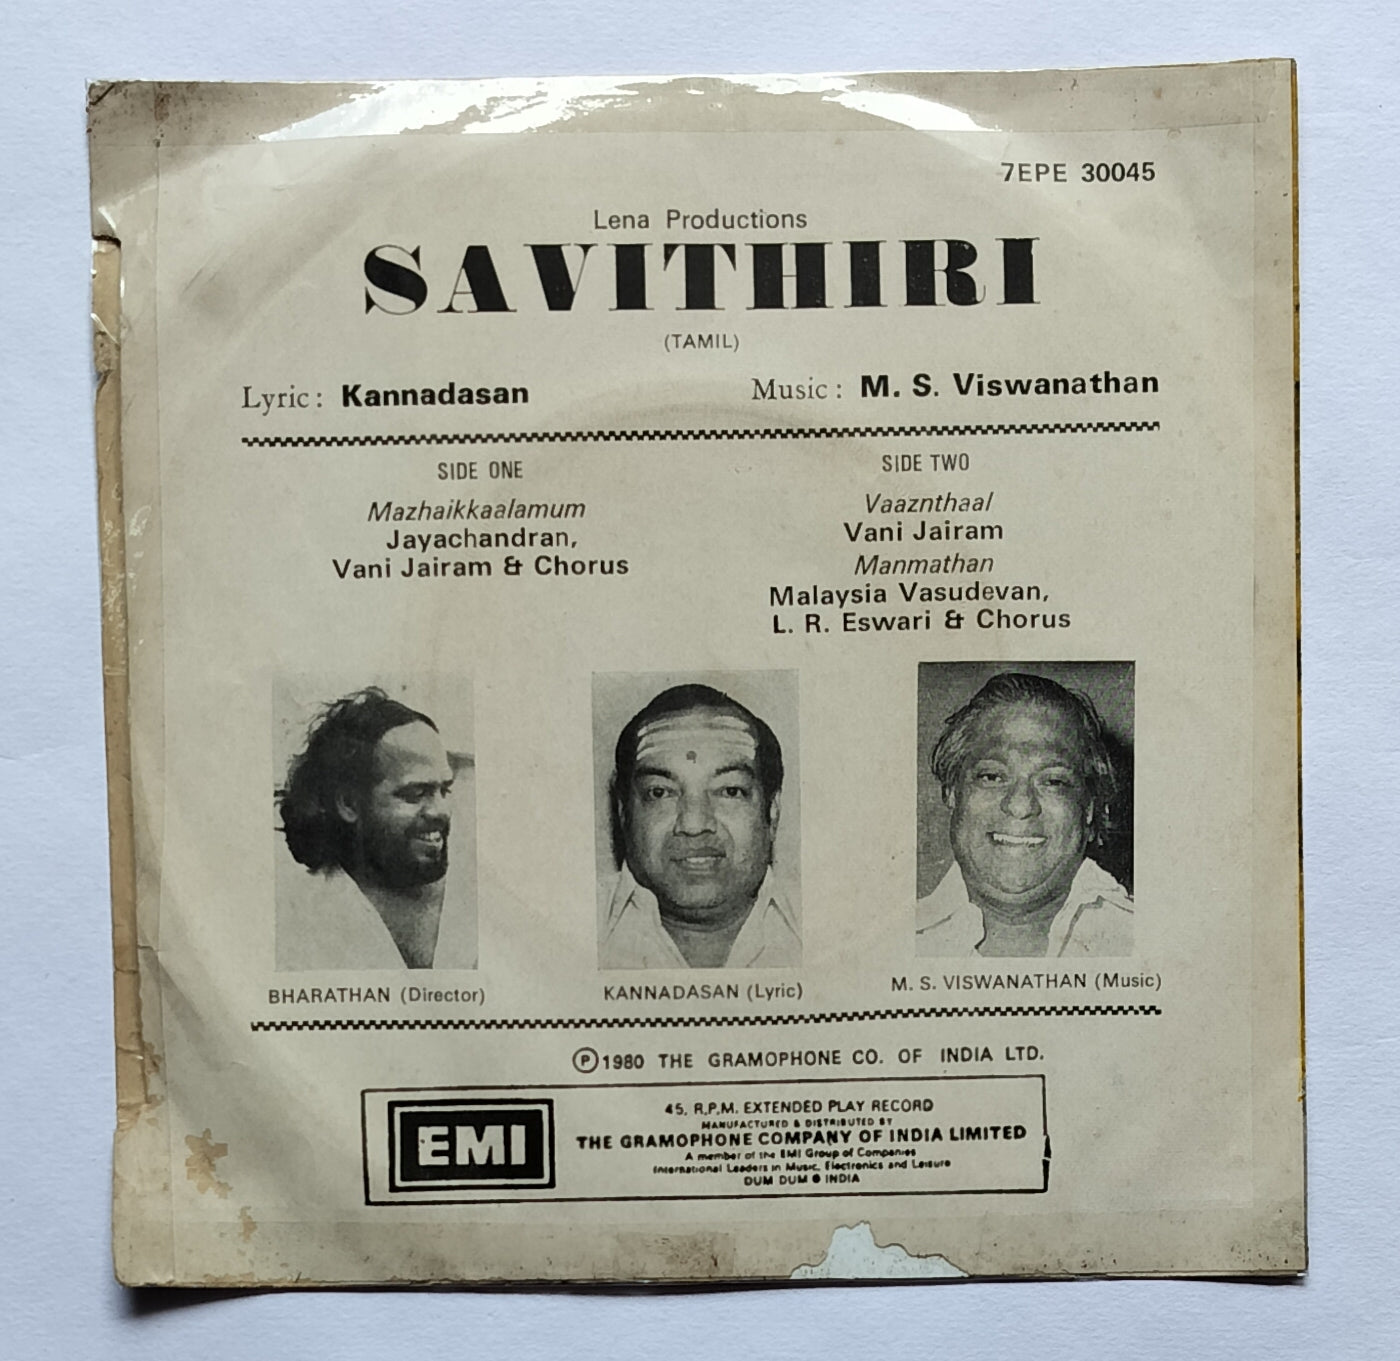 7EPE 30045
Lena Productions
SAVITHIRI
(TAMIL)
Lyric : Kannadasan
Music : M. S. Viswanathan
SIDE ONE
Mazhaikkaalamum
Jayachandran,
Vani Jairam & Chorus
SIDE TWO
Vaaznthaal
Vani Jairam
Manmathan
Malaysia Vasudevan,
L. R. Eswari & Chorus
BHARATHAN (Director)
KANNADASAN (Lyric)
M. S. VISWANATHAN (Music)
Ⓟ1980 THE GRAMOPHONE CO. OF INDIA LTD.
EMI
45, R.P.M. EXTENDED PLAY RECORD
MANUFACTURED & DISTRIBUTED BY
THE GRAMOPHONE COMPANY OF INDIA LIMITED
A member of the EMI Group of Companies
International Leaders in Music, Electronics and Leisure
DUM DUM ● INDIA